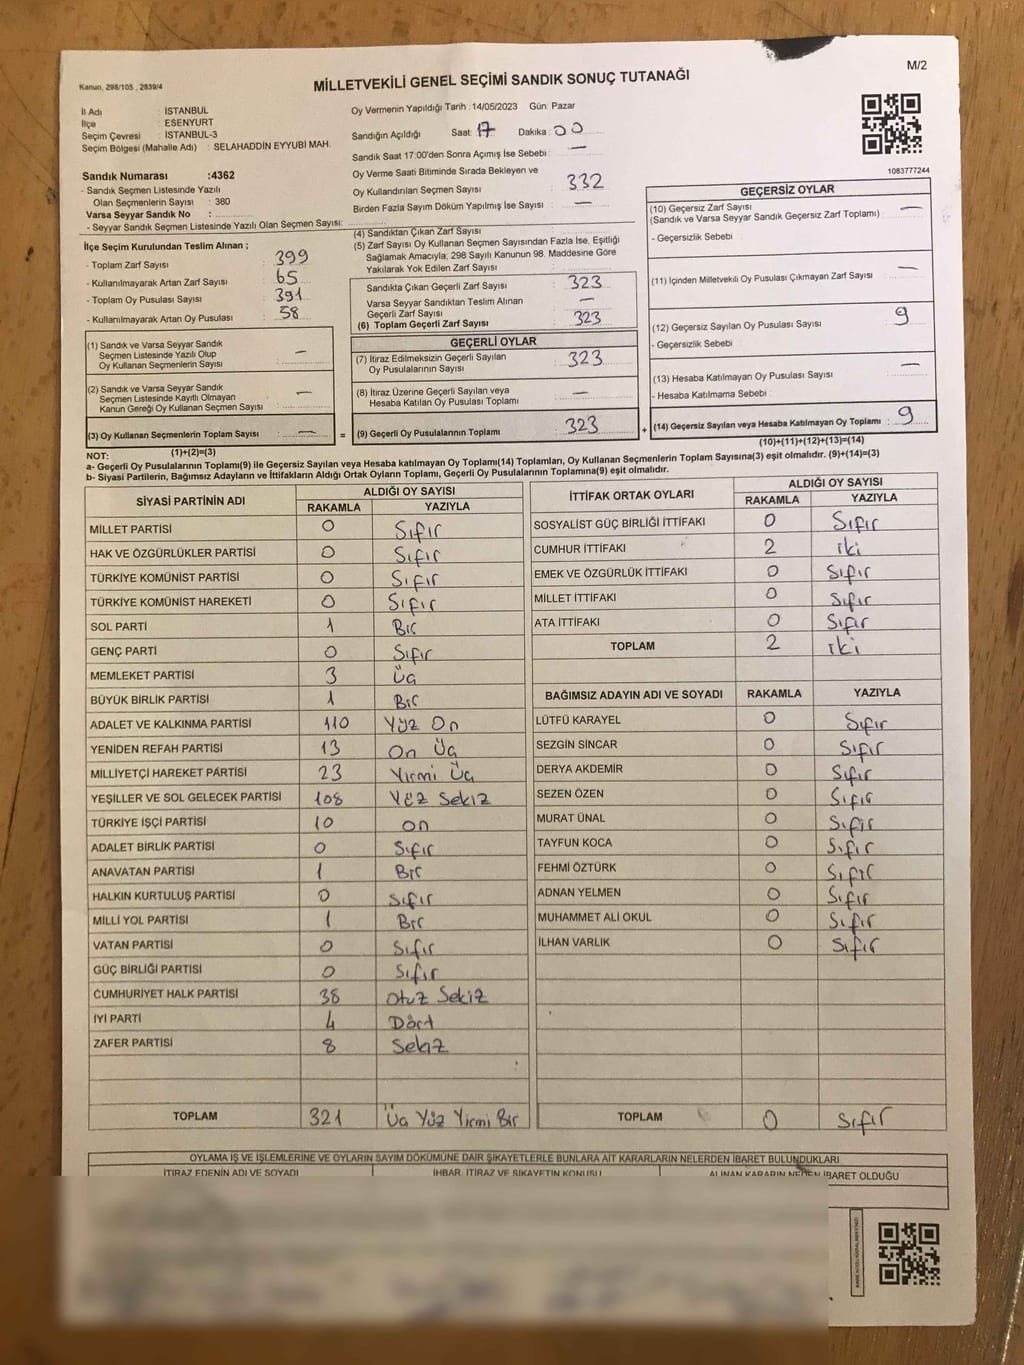 M/2
Kanun, 298/105 , 2839/4
MİLLETVEKİLİ GENEL SEÇİMİ SANDIK SONUÇ TUTANAĞI
İl Adı : İSTANBUL
İlçe : ESENYURT
Seçim Çevresi : İSTANBUL-3
Seçim Bölgesi (Mahalle Adı) : SELAHADDİN EYYUBİ MAH.
Oy Vermenin Yapıldığı Tarih :14/05/2023 Gün: Pazar
Sandığın Açıldığı Saat: 17 Dakika : 00
Sandık Saat 17:00'den Sonra Açımış İse Sebebi : —
Oy Verme Saati Bitiminde Sırada Bekleyen ve
Oy Kullandırılan Seçmen Sayısı : 332
Birden Fazla Sayım Döküm Yapılmış İse Sayısı : —
1083777244
Sandık Numarası :4362
- Sandık Seçmen Listesinde Yazılı
Olan Seçmenlerin Sayısı : 380
Varsa Seyyar Sandık No :
- Seyyar Sandık Seçmen Listesinde Yazılı Olan Seçmen Sayısı:
İlçe Seçim Kurulundan Teslim Alınan ;
- Toplam Zarf Sayısı : 399
- Kullanılmayarak Artan Zarf Sayısı : 65
- Toplam Oy Pusulası Sayısı : 391
- Kullanılmayarak Artan Oy Pusulası : 58
(1) Sandık ve Varsa Seyyar Sandık
Seçmen Listesinde Yazılı Olup
Oy Kullanan Seçmenlerin Sayısı : —
(2) Sandık ve Varsa Seyyar Sandık
Seçmen Listesinde Kayıtlı Olmayan
Kanun Gereği Oy Kullanan Seçmen Sayısı : —
(3) Oy Kullanan Seçmenlerin Toplam Sayısı : —
(1)+(2)=(3)
(4) Sandıktan Çıkan Zarf Sayısı :
(5) Zarf Sayısı Oy Kullanan Seçmen Sayısından Fazla İse, Eşitliği
Sağlamak Amacıyla; 298 Sayılı Kanunun 98. Maddesine Göre
Yakılarak Yok Edilen Zarf Sayısı :
Sandıkta Çıkan Geçerli Zarf Sayısı : 323
Varsa Seyyar Sandıktan Teslim Alınan
Geçerli Zarf Sayısı : —
(6) Toplam Geçerli Zarf Sayısı : 323
GEÇERLİ OYLAR
(7) İtiraz Edilmeksizin Geçerli Sayılan
Oy Pusulalarının Sayısı : 323
(8) İtiraz Üzerine Geçerli Sayılan veya
Hesaba Katılan Oy Pusulası Toplamı : —
= (9) Geçerli Oy Pusulalarının Toplamı : 323
GEÇERSİZ OYLAR
(10) Geçersiz Zarf Sayısı
(Sandık ve Varsa Seyyar Sandık Geçersiz Zarf Toplamı) : —
- Geçersizlik Sebebi :
(11) İçinden Milletvekili Oy Pusulası Çıkmayan Zarf Sayısı : —
(12) Geçersiz Sayılan Oy Pusulası Sayısı : 9
- Geçersizlik Sebebi :
(13) Hesaba Katılmayan Oy Pusulası Sayısı : —
- Hesaba Katılmama Sebebi :
+ (14) Geçersiz Sayılan veya Hesaba Katılmayan Oy Toplamı : 9
(10)+(11)+(12)+(13)=(14)
NOT:
a- Geçerli Oy Pusulalarının Toplamı(9) ile Geçersiz Sayılan veya Hesaba katılmayan Oy Toplamı(14) Toplamları, Oy Kullanan Seçmenlerin Toplam Sayısına(3) eşit olmalıdır. (9)+(14)=(3)
b- Siyasi Partilerin, Bağımsız Adayların ve İttifakların Aldığı Ortak Oyların Toplamı, Geçerli Oy Pusulalarının Toplamına(9) eşit olmalıdır.
SİYASİ PARTİNİN ADI ALDIĞI OY SAYISI
RAKAMLA YAZIYLA
MİLLET PARTİSİ 0 Sıfır
HAK VE ÖZGÜRLÜKLER PARTİSİ 0 Sıfır
TÜRKİYE KOMÜNİST PARTİSİ 0 Sıfır
TÜRKİYE KOMÜNİST HAREKETİ 0 Sıfır
SOL PARTİ 1 Bir
GENÇ PARTİ 0 Sıfır
MEMLEKET PARTİSİ 3 Üç
BÜYÜK BİRLİK PARTİSİ 1 Bir
ADALET VE KALKINMA PARTİSİ 110 Yüz On
YENİDEN REFAH PARTİSİ 13 On Üç
MİLLİYETÇİ HAREKET PARTİSİ 23 Yirmi Üç
YEŞİLLER VE SOL GELECEK PARTİSİ 108 Yüz Sekiz
TÜRKİYE İŞÇİ PARTİSİ 10 on
ADALET BİRLİK PARTİSİ 0 Sıfır
ANAVATAN PARTİSİ 1 Bir
HALKIN KURTULUŞ PARTİSİ 0 Sıfır
MİLLİ YOL PARTİSİ 1 Bir
VATAN PARTİSİ 0 Sıfır
GÜÇ BİRLİĞİ PARTİSİ 0 Sıfır
CUMHURİYET HALK PARTİSİ 38 Otuz Sekiz
İYİ PARTİ 4 Dört
ZAFER PARTİSİ 8 Sekiz
TOPLAM 321 Üç Yüz Yirmi Bir
İTTİFAK ORTAK OYLARI ALDIĞI OY SAYISI
RAKAMLA YAZIYLA
SOSYALİST GÜÇ BİRLİĞİ İTTİFAKI 0 Sıfır
CUMHUR İTTİFAKI 2 iki
EMEK VE ÖZGÜRLÜK İTTİFAKI 0 Sıfır
MİLLET İTTİFAKI 0 Sıfır
ATA İTTİFAKI 0 Sıfır
TOPLAM 2 iki
BAĞIMSIZ ADAYIN ADI VE SOYADI RAKAMLA YAZIYLA
LÜTFÜ KARAYEL 0 Sıfır
SEZGİN SİNCAR 0 Sıfır
DERYA AKDEMİR 0 Sıfır
SEZEN ÖZEN 0 Sıfır
MURAT ÜNAL 0 Sıfır
TAYFUN KOCA 0 Sıfır
FEHMİ ÖZTÜRK 0 Sıfır
ADNAN YELMEN 0 Sıfır
MUHAMMET ALİ OKUL 0 Sıfır
İLHAN VARLIK 0 Sıfır
TOPLAM 0 Sıfır
OYLAMA İŞ VE İŞLEMLERİNE VE OYLARIN SAYIM DÖKÜMÜNE DAİR ŞİKAYETLERLE BUNLARA AİT KARARLARIN NELERDEN İBARET BULUNDUKLARI
İTİRAZ EDENİN ADI VE SOYADI İHBAR, İTİRAZ VE ŞİKAYETİN KONUSU ALINAN KARARIN NEDEN İBARET OLDUĞU